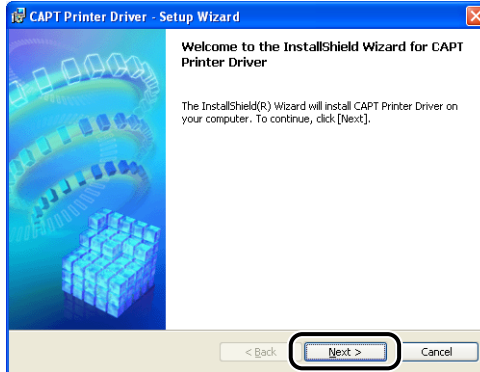 CAPT Printer Driver - Setup Wizard
Welcome to the InstallShield Wizard for CAPT
Printer Driver
The InstallShield(R) Wizard will install CAPT Printer Driver on
your computer. To continue, click [Next].
< Back Next > Cancel